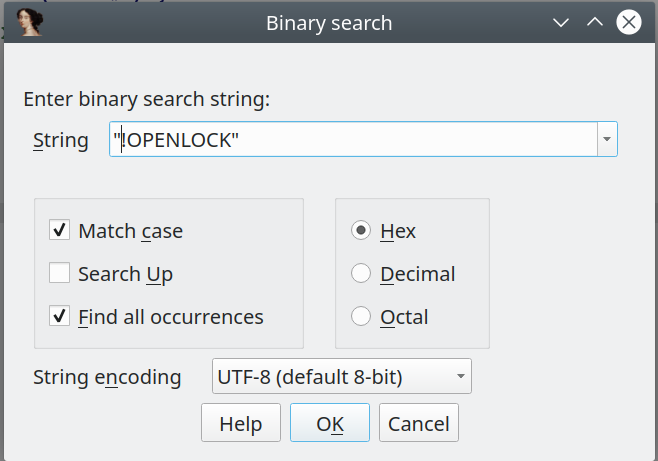 Binary search
Enter binary search string:
String "!OPENLOCK"
Match case
Search Up
Find all occurrences
Hex
Decimal
Octal
String encoding UTF-8 (default 8-bit)
Help OK Cancel